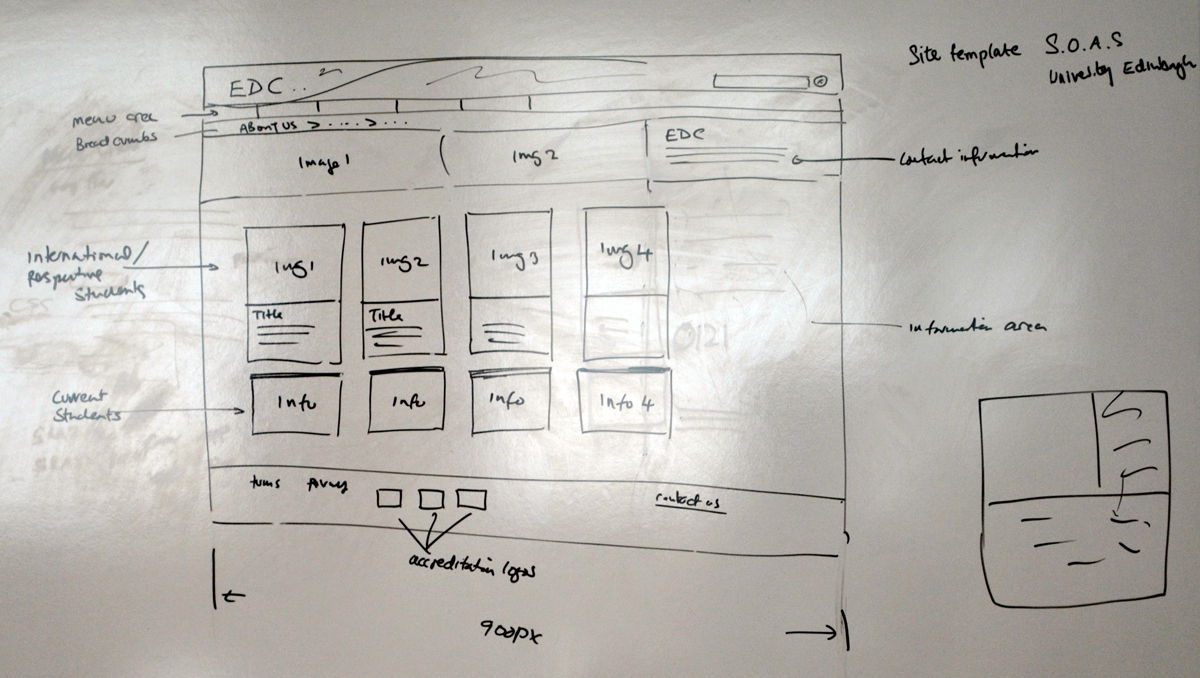 Site template S.O.A.S
University Edinburgh
EDC..
menu area
Breadcrumbs
ABOUT US > .... > ...
Image 1
Img 2
EDC
Contact information
International/
Students
Img 1
Img 2
Img 3
Img 4
Title
Title
0121
Information area
Current
Students
Info
Info
Info
Info 4
terms
contact us
accreditation logos
900px